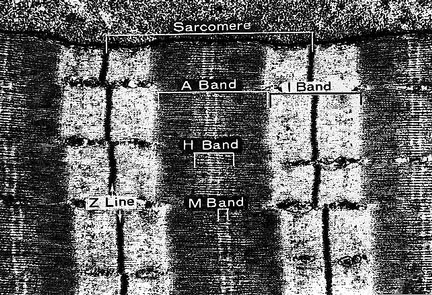 Sarcomere
A Band
I Band
H Band
Z Line
M Band